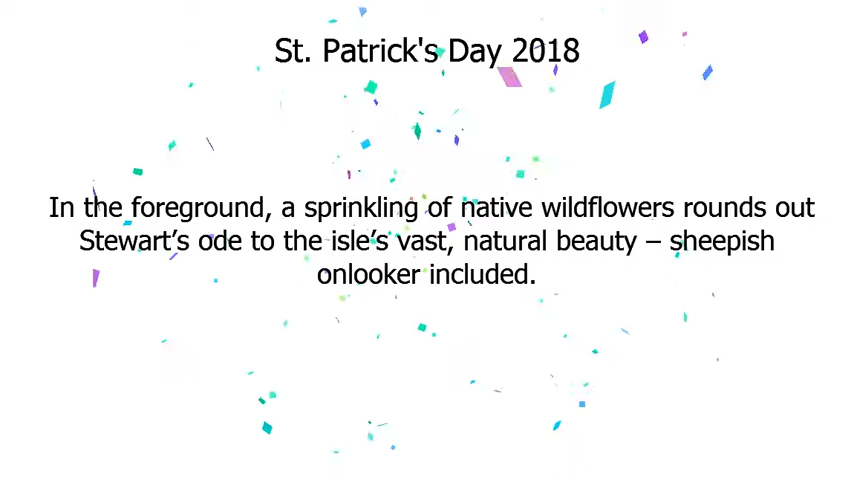 St. Patrick's Day 2018
In the foreground, a sprinkling of native wildflowers rounds out
Stewart’s ode to the isle’s vast, natural beauty – sheepish
onlooker included.